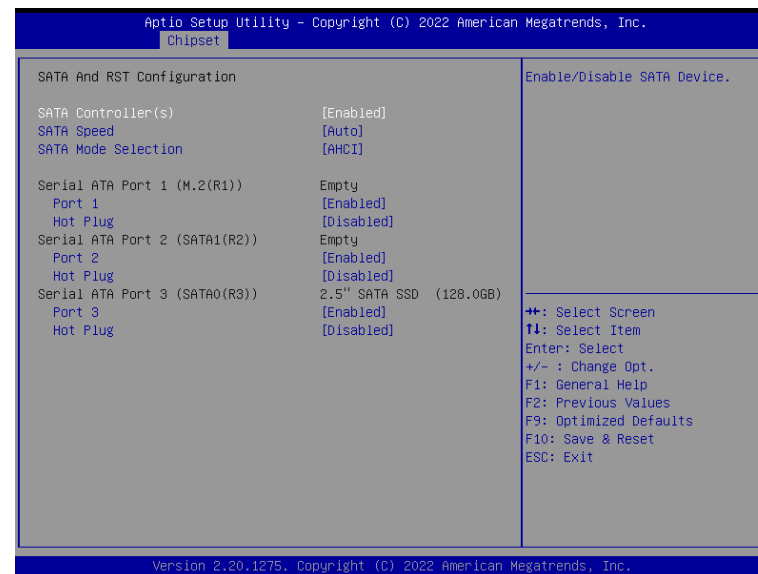 Aptio Setup Utility – Copyright (C) 2022 American Megatrends, Inc.
Chipset
SATA And RST Configuration
SATA Controller(s) [Enabled]
SATA Speed [Auto]
SATA Mode Selection [AHCI]
Serial ATA Port 1 (M.2(R1)) Empty
Port 1 [Enabled]
Hot Plug [Disabled]
Serial ATA Port 2 (SATA1(R2)) Empty
Port 2 [Enabled]
Hot Plug [Disabled]
Serial ATA Port 3 (SATA0(R3)) 2.5" SATA SSD (128.0GB)
Port 3 [Enabled]
Hot Plug [Disabled]
Enable/Disable SATA Device.
→←: Select Screen
↑↓: Select Item
Enter: Select
+/- : Change Opt.
F1: General Help
F2: Previous Values
F9: Optimized Defaults
F10: Save & Reset
ESC: Exit
Version 2.20.1275. Copyright (C) 2022 American Megatrends, Inc.